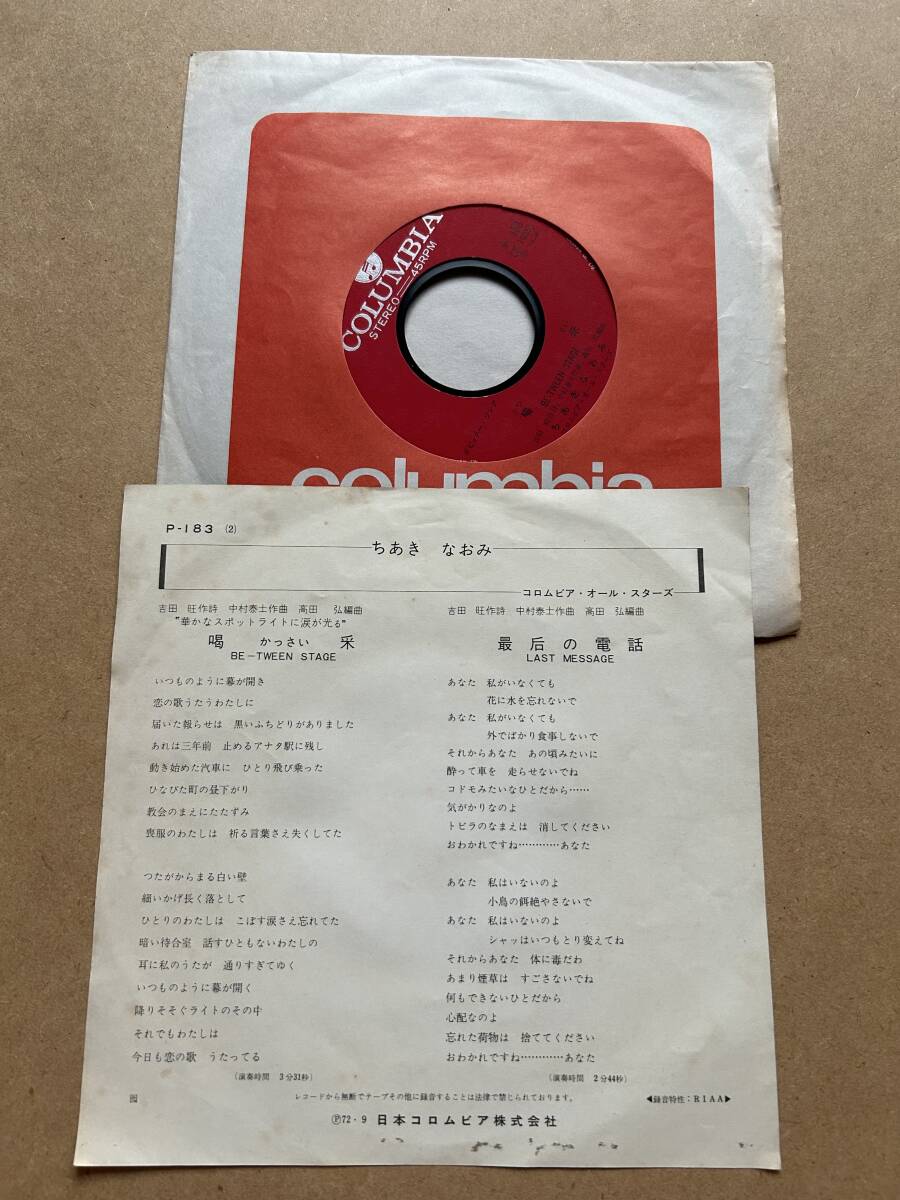 COLUMBIA
STEREO—45RPM
BE-TWEEN STAGE
ちあきなおみ
columbia
P-183 (2)
ちあき なおみ
コロムビア・オール・スターズ
吉田 旺作詩 中村泰士作曲 高田 弘編曲
"華かなスポットライトに涙が光る"
喝 かっさい 采
BE-TWEEN STAGE
いつものように幕が開き
恋の歌うたうわたしに
届いた報らせは 黒いふちどりがありました
あれは三年前 止めるアナタ駅に残し
動き始めた汽車に ひとり飛び乗った
ひなびた町の昼下がり
教会のまえにたたずみ
喪服のわたしは 祈る言葉さえ失くしてた
つたがからまる白い壁
細いかげ長く落として
ひとりのわたしは こぼす涙さえ忘れてた
暗い待合室 話すひともないわたしの
耳に私のうたが 通りすぎてゆく
いつものように幕が開く
降りそそぐライトのその中
それでもわたしは
今日も恋の歌 うたってる
(演奏時間 3分31秒)
吉田 旺作詩 中村泰士作曲 高田 弘編曲
最后の電話
LAST MESSAGE
あなた 私がいなくても
花に水を忘れないで
あなた 私がいなくても
外でばかり食事しないで
それからあなた あの頃みたいに
酔って車を 走らせないでね
コドモみたいなひとだから……
気がかりなのよ
トビラのなまえは 消してください
おわかれですね…………あなた
あなた 私はいないのよ
小鳥の餌絶やさないで
あなた 私はいないのよ
シャツはいつもとり変えてね
それからあなた 体に毒だわ
あまり煙草は すごさないでね
何もできないひとだから
心配なのよ
忘れた荷物は 捨ててください
おわかれですね…………あなた
(演奏時間 2分44秒)
レコードから無断でテープその他に録音することは法律で禁じられております。
◀録音特性：RIAA▶
Ⓟ72・9 日本コロムビア株式会社